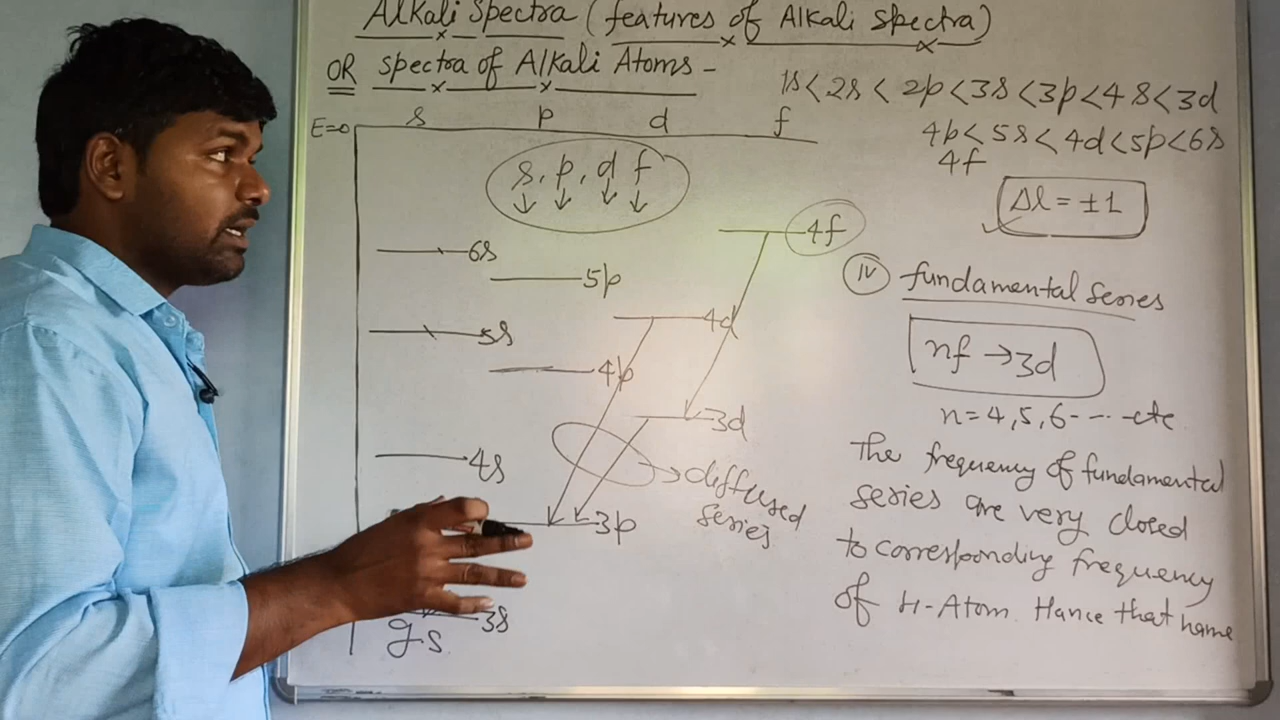 Alkali Spectra (features of Alkali Spectra)
OR spectra of Alkali Atoms -
1s < 2s < 2p < 3s < 3p < 4s < 3d
4p < 5s < 4d < 5p < 6s
4f
E=0 s p d f
s, p, d f
Δl = ±1
6s
5p
4f
5s
4d
4p
3d
4s
3p
diffused
series
3s
g.s
iv fundamental series
nf → 3d
n = 4, 5, 6 - - - - etc
The frequency of fundamental
series are very closed
to corresponding frequency
of H-Atom. Hance that name